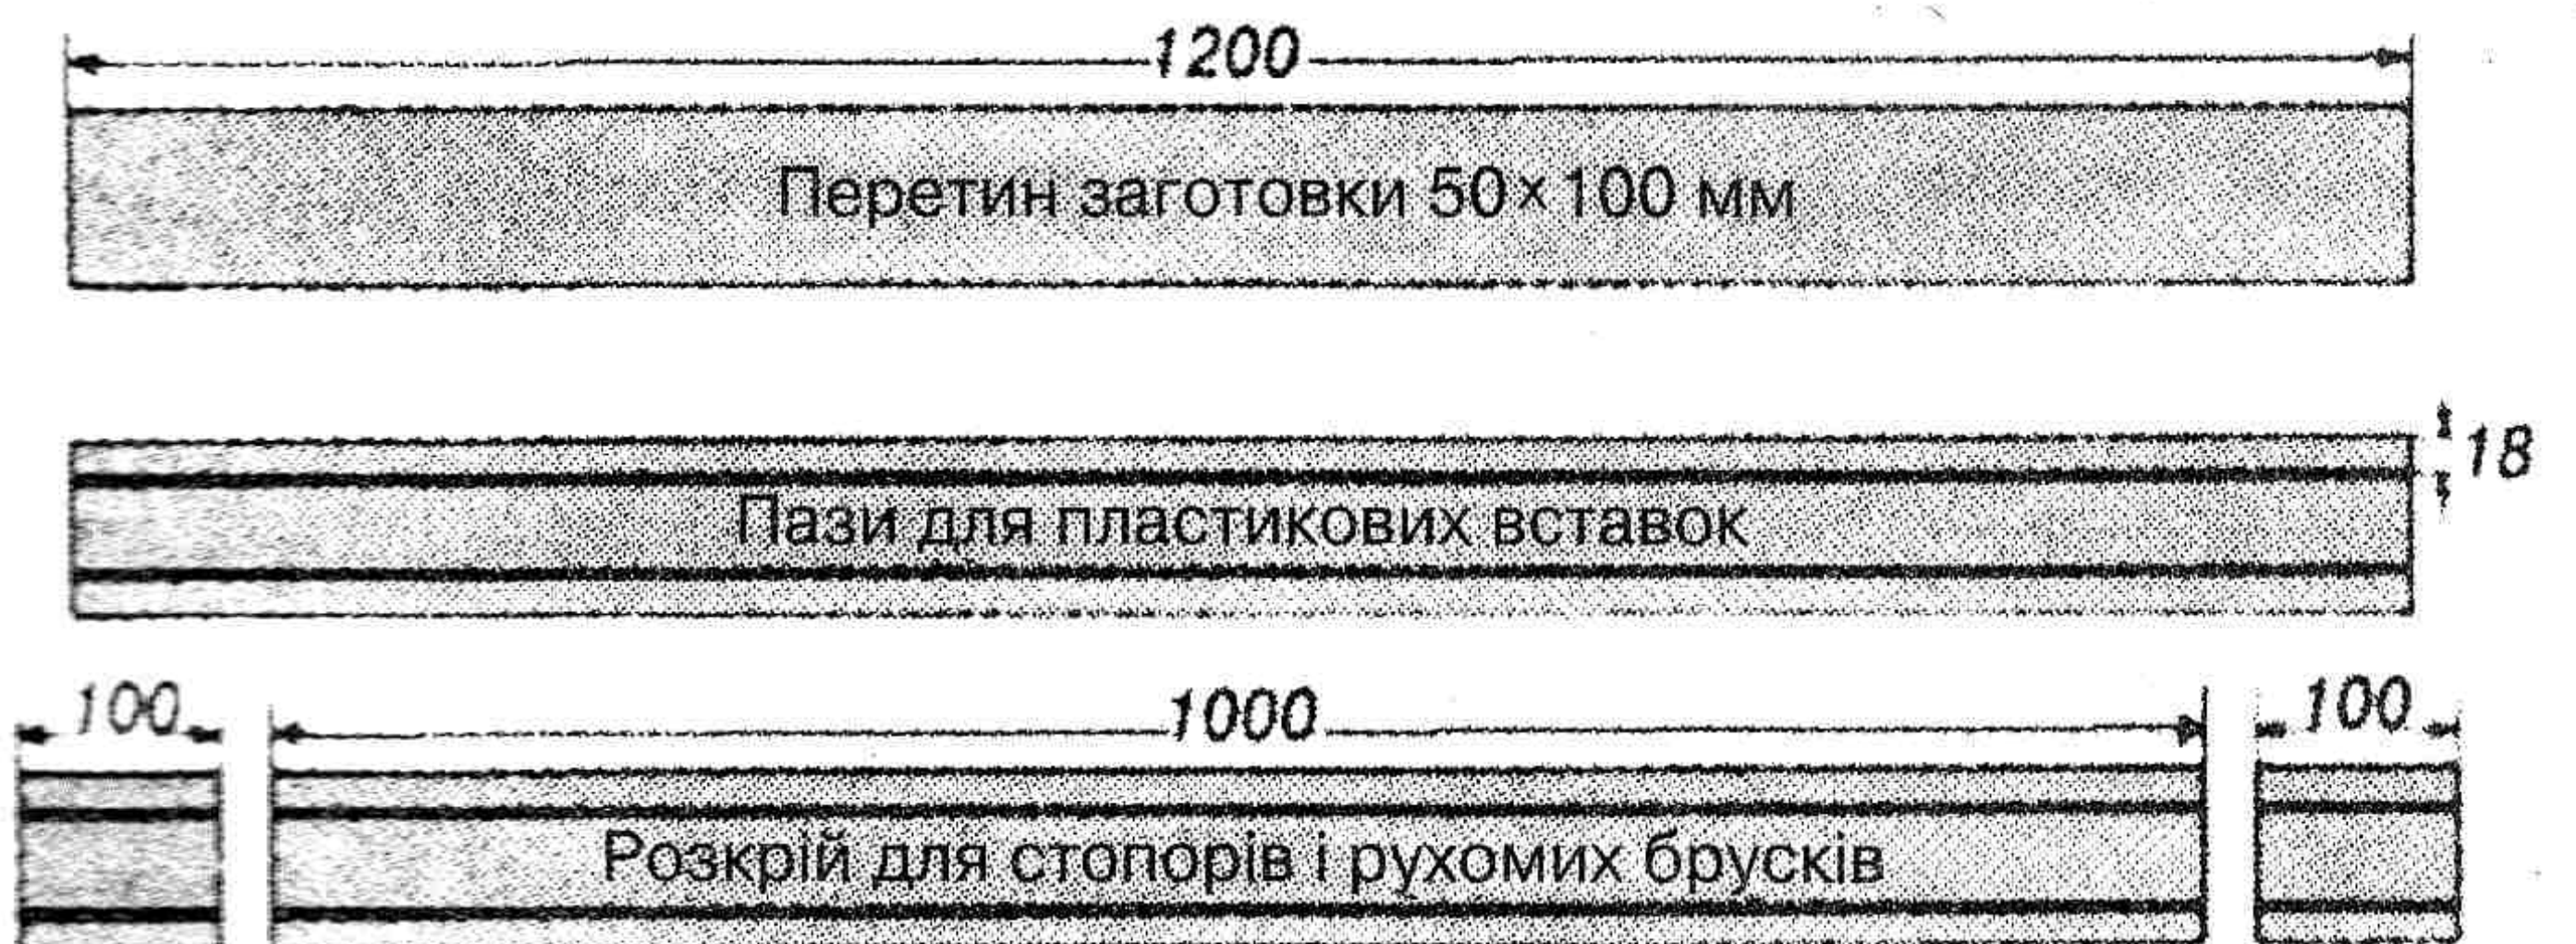 1200
Перетин заготовки 50×100 мм
18
Пази для пластикових вставок
100 1000 100
Розкрій для стопорів і рухомих брусків